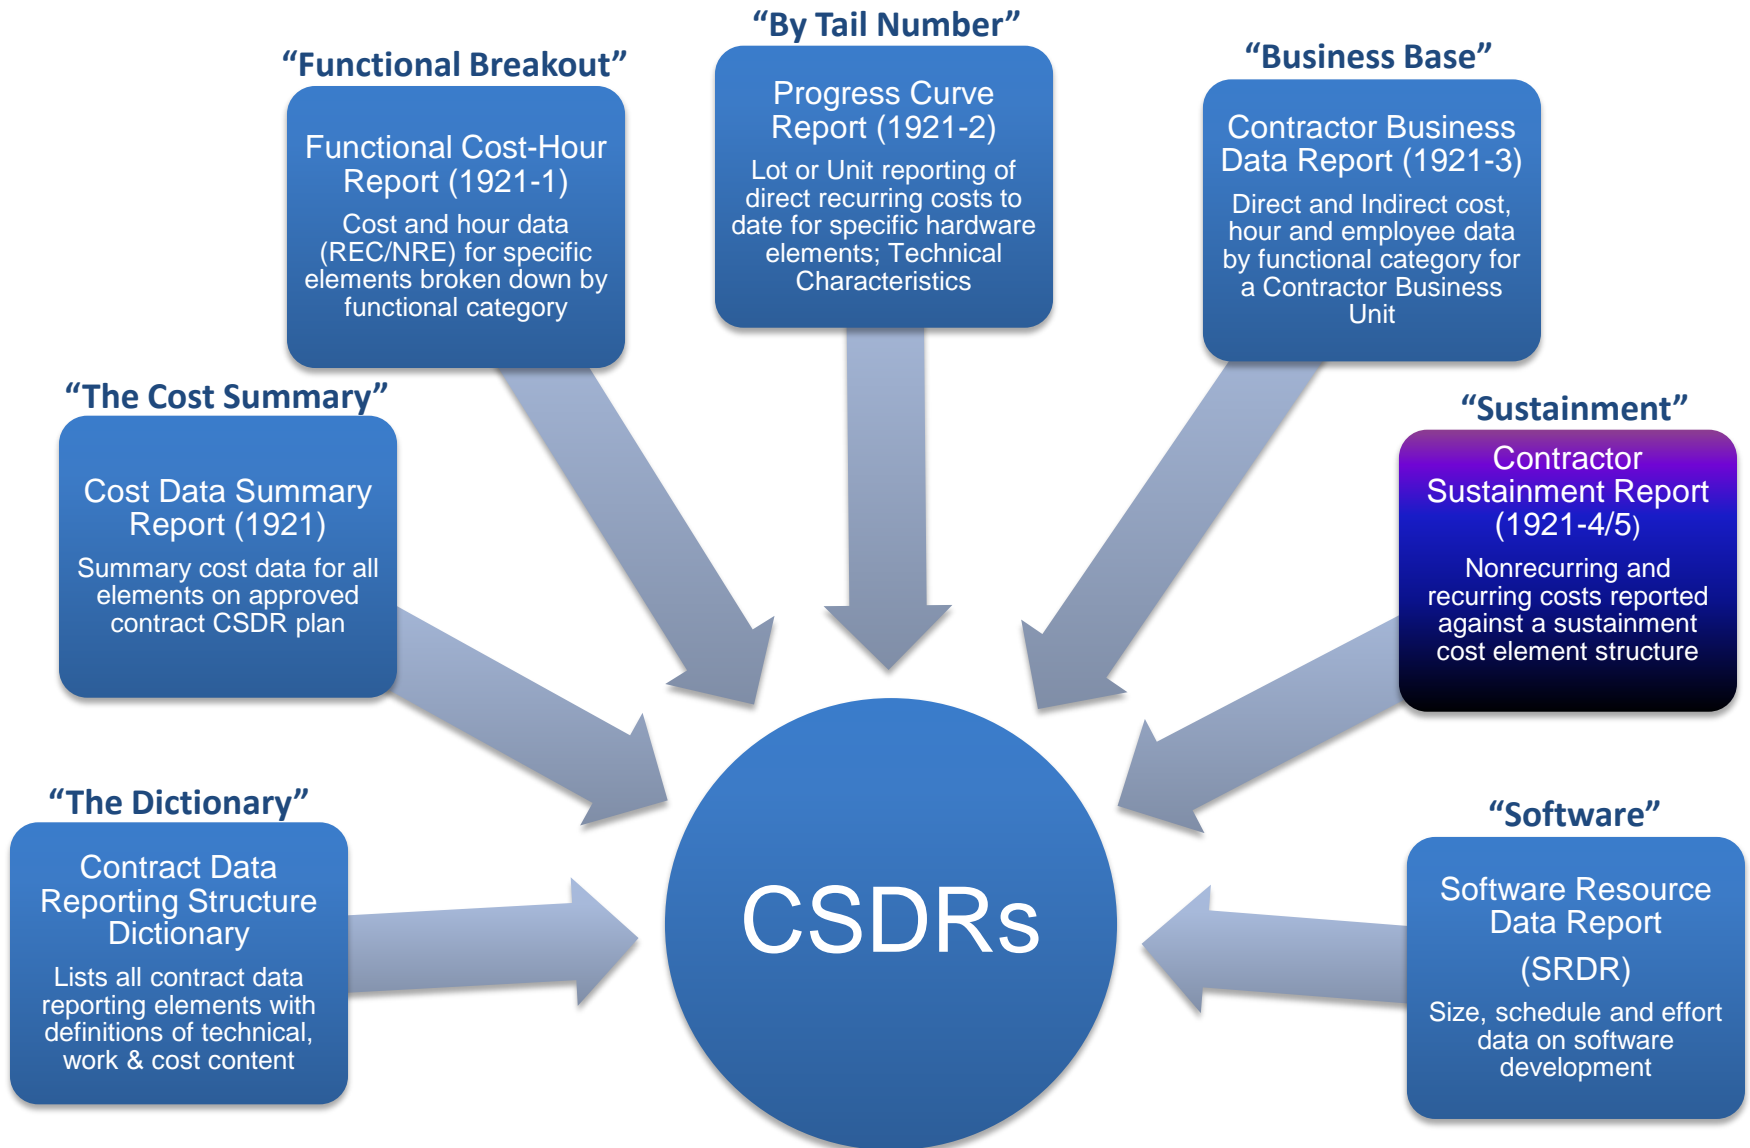 “By Tail Number”
Progress Curve
Report (1921-2)
Lot or Unit reporting of
direct recurring costs to
date for specific hardware
elements; Technical
Characteristics
“Functional Breakout”
Functional Cost-Hour
Report (1921-1)
Cost and hour data
(REC/NRE) for specific
elements broken down by
functional category
“Business Base”
Contractor Business
Data Report (1921-3)
Direct and Indirect cost,
hour and employee data
by functional category for
a Contractor Business
Unit
“The Cost Summary”
Cost Data Summary
Report (1921)
Summary cost data for all
elements on approved
contract CSDR plan
“Sustainment”
Contractor
Sustainment Report
(1921-4/5)
Nonrecurring and
recurring costs reported
against a sustainment
cost element structure
“The Dictionary”
Contract Data
Reporting Structure
Dictionary
Lists all contract data
reporting elements with
definitions of technical,
work & cost content
CSDRs
“Software”
Software Resource
Data Report
(SRDR)
Size, schedule and effort
data on software
development